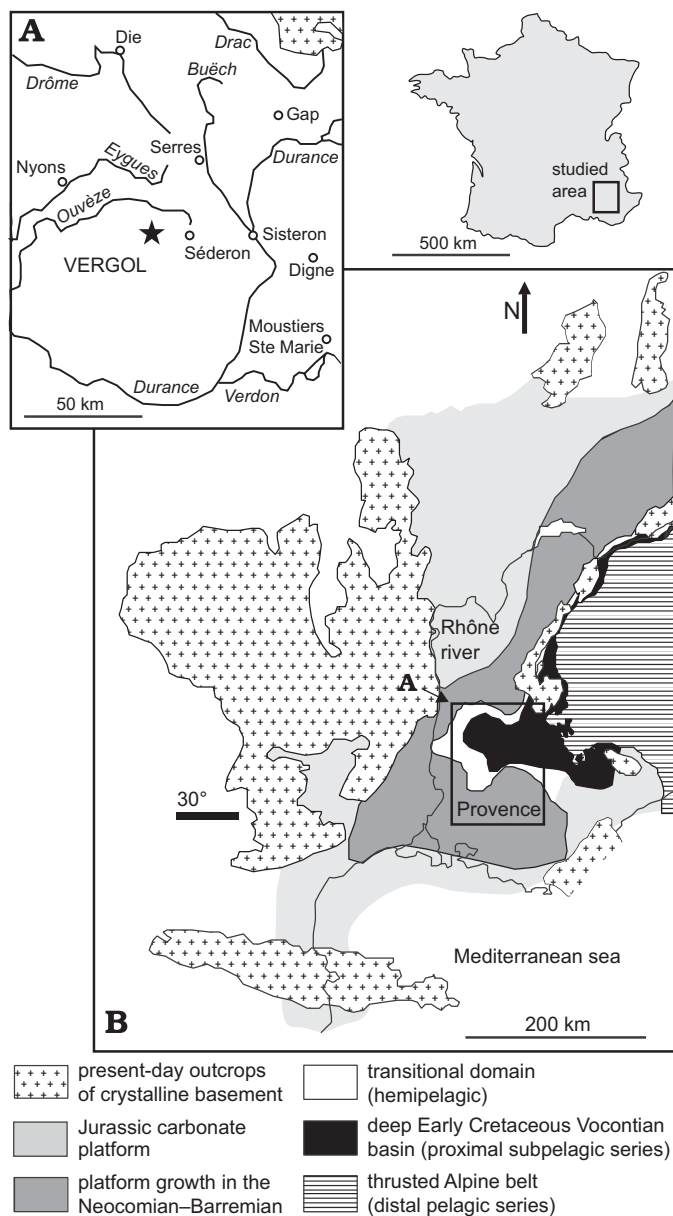 A
Die
Drac
Buëch
Drôme
Gap
Serres
Eygues
Durance
Nyons
Ouvèze
Sisteron
Séderon
VERGOL
Digne
Moustiers
Ste Marie
Durance
Verdon
50 km
studied
area
500 km
N
Rhône
river
A
30°
Provence
Mediterranean sea
B
200 km
present-day outcrops
of crystalline basement
Jurassic carbonate
platform
platform growth in the
Neocomian–Barremian
transitional domain
(hemipelagic)
deep Early Cretaceous Vocontian
basin (proximal subpelagic series)
thrusted Alpine belt
(distal pelagic series)